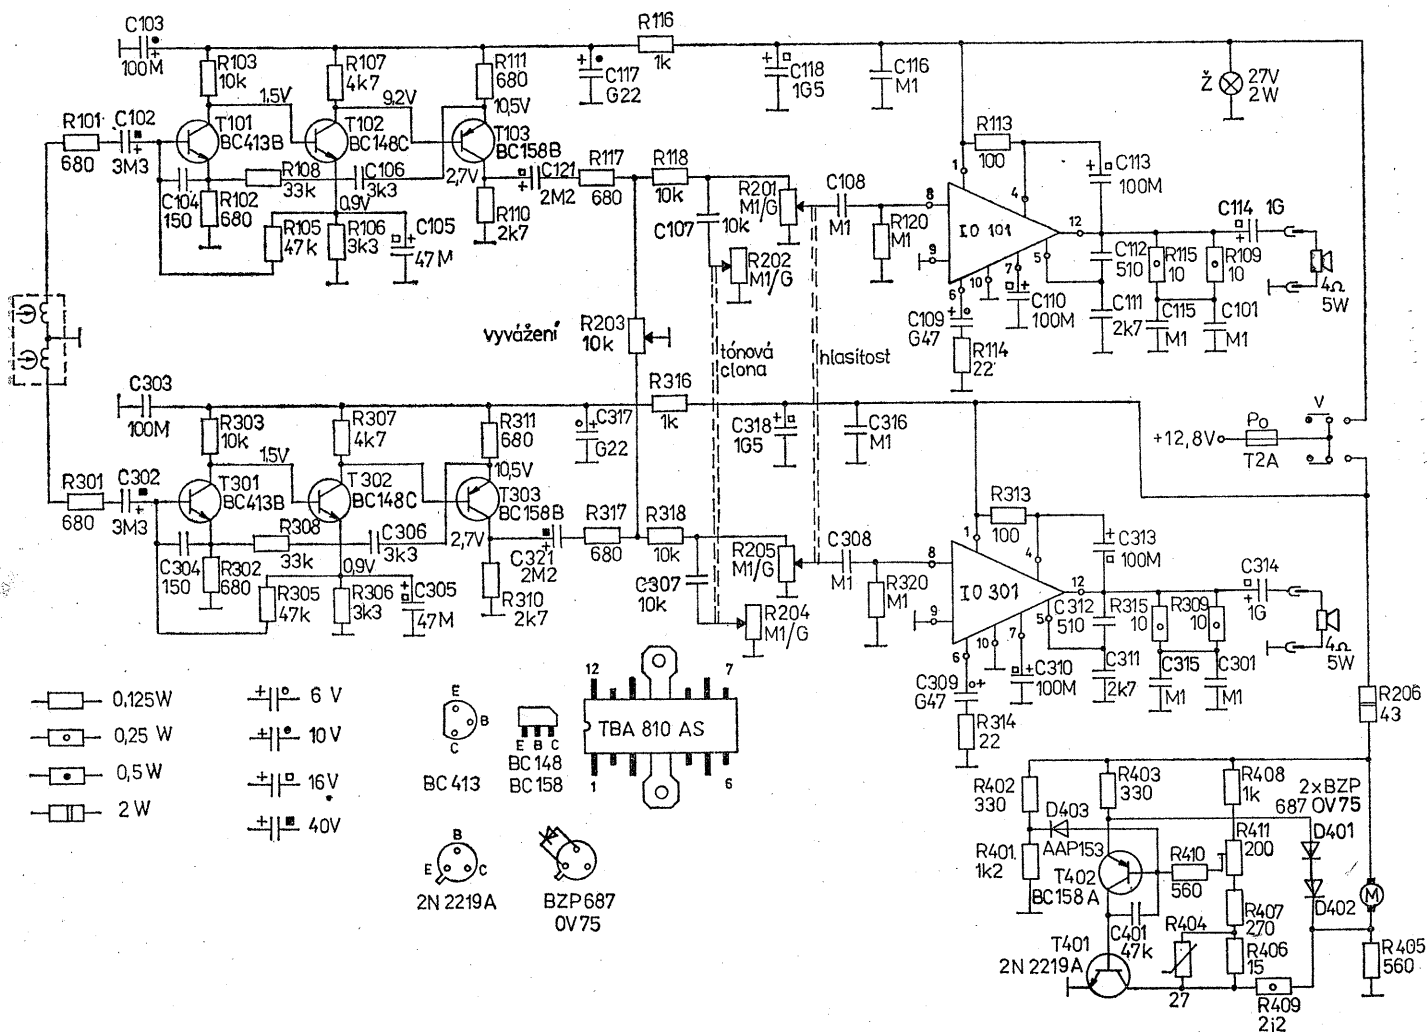 C103
100M
R103
10k
R107
4k7
R111
680
C117
G22
R116
1k
C118
1G5
C116
M1
Ž
27V
2W
R101
680
C102
3M3
1,5V
T101
BC413B
9,2V
T102
BC148C
10,5V
T103
BC158B
2,7V
C104
150
R102
680
R108
33k
C106
3k3
0,9V
R105
47k
R106
3k3
C105
47M
R110
2k7
C121
2M2
R117
680
R118
10k
C107
10k
R201
M1/G
R202
M1/G
C108
M1
R120
M1
R113
100
C113
100M
1
4
8
9
12
5
7
10
6
IO 101
C109
G47
R114
22
C110
100M
C112
510
C111
2k7
R115
10
R109
10
C115
M1
C101
M1
C114
1G
4Ω
5W
vyvážení
R203
10k
tónová
clona
hlasitost
C303
100M
R303
10k
R307
4k7
R311
680
C317
G22
R316
1k
C318
1G5
C316
M1
+12,8V
Po
T2A
V
R301
680
C302
3M3
1,5V
T301
BC413B
T302
BC148C
10,5V
T303
BC158B
2,7V
C304
150
R302
680
R308
33k
C306
3k3
0,9V
R305
47k
R306
3k3
C305
47M
R310
2k7
C321
2M2
R317
680
R318
10k
C307
10k
R205
M1/G
R204
M1/G
C308
M1
R320
M1
R313
100
C313
100M
1
4
8
9
12
5
7
10
6
IO 301
C309
G47
R314
22
C310
100M
C312
510
C311
2k7
R315
10
R309
10
C315
M1
C301
M1
C314
1G
4Ω
5W
0,125W
0,25 W
0,5W
2 W
6 V
10V
16V
40V
E
B
C
BC 413
E B C
BC 148
BC 158
12
7
TBA 810 AS
1
6
B
E
C
2N 2219A
BZP687
0V75
R206
43
R402
330
R403
330
R408
1k
2xBZP
687 0V75
D403
AAP153
R401
1k2
T402
BC158A
R410
560
R411
200
D401
D402
M
C401
47k
R404
27
R407
270
R406
15
T401
2N 2219A
R409
2j2
R405
560